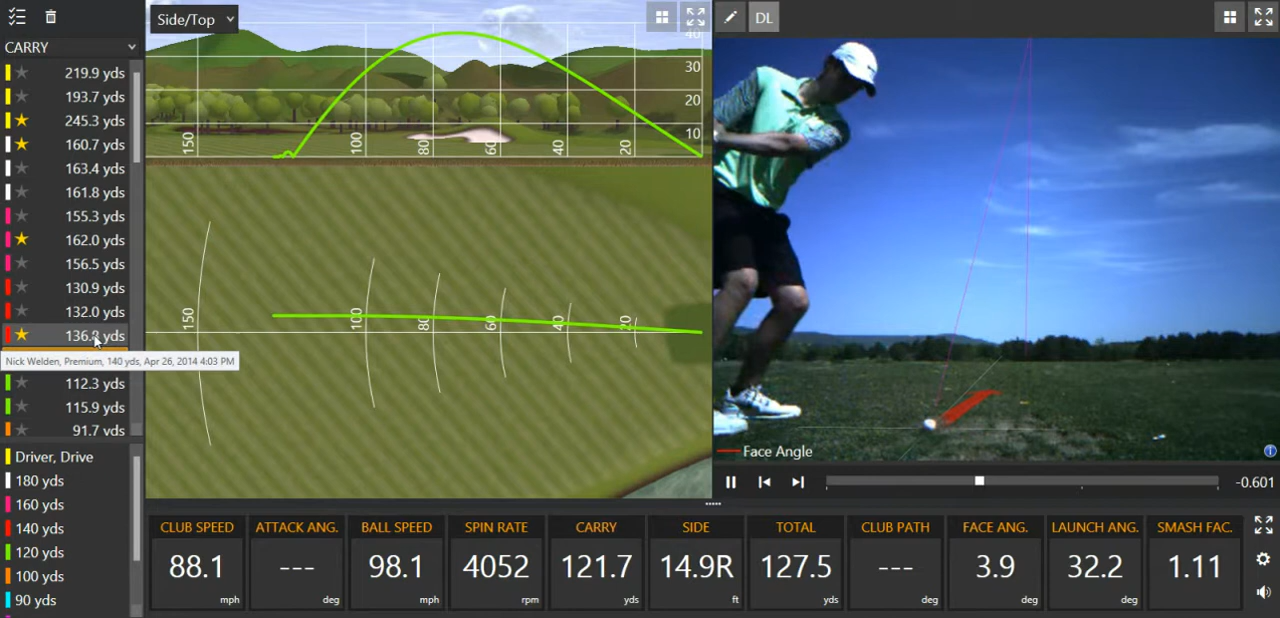 Side/Top
DL
CARRY
219.9 yds
193.7 yds
245.3 yds
160.7 yds
163.4 yds
161.8 yds
155.3 yds
162.0 yds
156.5 yds
130.9 yds
132.0 yds
136.8 yds
Nick Welden, Premium, 140 yds, Apr 26, 2014 4:03 PM
112.3 yds
115.9 yds
91.7 yds
Driver, Drive
180 yds
160 yds
140 yds
120 yds
100 yds
90 yds
40
30
20
10
150 100 80 60 40 20
150 100 80 60 40 20
Face Angle
-0.601
CLUB SPEED ATTACK ANG. BALL SPEED SPIN RATE CARRY SIDE TOTAL CLUB PATH FACE ANG. LAUNCH ANG. SMASH FAC.
88.1 --- 98.1 4052 121.7 14.9R 127.5 --- 3.9 32.2 1.11
mph deg mph rpm yds ft yds deg deg deg